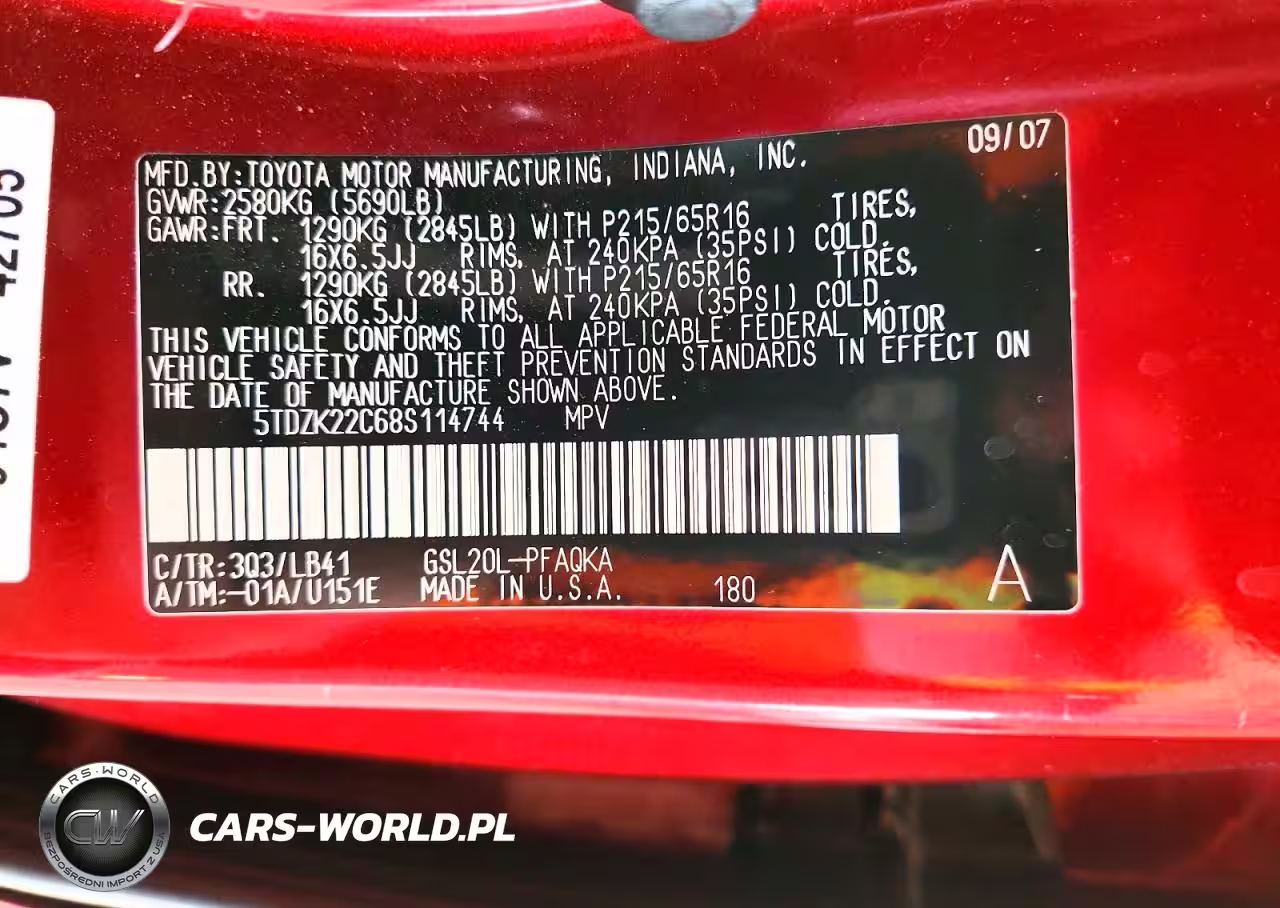 09/07
MFD.BY:TOYOTA MOTOR MANUFACTURING, INDIANA, INC.
GVWR:2580KG (5690LB)
GAWR:FRT. 1290KG (2845LB) WITH P215/65R16 TIRES,
16X6.5JJ RIMS, AT 240KPA (35PSI) COLD.
RR. 1290KG (2845LB) WITH P215/65R16 TIRES,
16X6.5JJ RIMS, AT 240KPA (35PSI) COLD.
THIS VEHICLE CONFORMS TO ALL APPLICABLE FEDERAL MOTOR
VEHICLE SAFETY AND THEFT PREVENTION STANDARDS IN EFFECT ON
THE DATE OF MANUFACTURE SHOWN ABOVE.
5TDZK22C68S114744 MPV
C/TR:3Q3/LB41 GSL20L-PFAQKA
A/TM:-01A/U151E MADE IN U.S.A. 180 A
CARS-WORLD
CW
BEZPOŚREDNI IMPORT Z USA
CARS-WORLD.PL